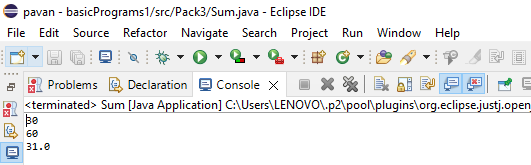 pavan - basicPrograms1/src/Pack3/Sum.java - Eclipse IDE
File Edit Source Refactor Navigate Search Project Run Window Help
Problems Declaration Console
<terminated> Sum [Java Application] C:\Users\LENOVO\.p2\pool\plugins\org.eclipse.justj.open
30
60
31.0